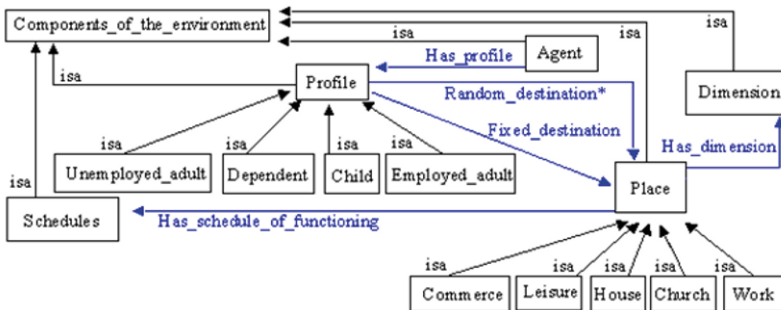 Components_of_the_environment
isa
isa
isa
Agent
Has_profile
isa
Profile
Random_destination*
Dimension
Fixed_destination
Has_dimension
isa
isa
isa
isa
Unemployed_adult
Dependent
Child
Employed_adult
Place
isa
Schedules
Has_schedule_of_functioning
isa
isa
isa
isa
isa
Commerce
Leisure
House
Church
Work